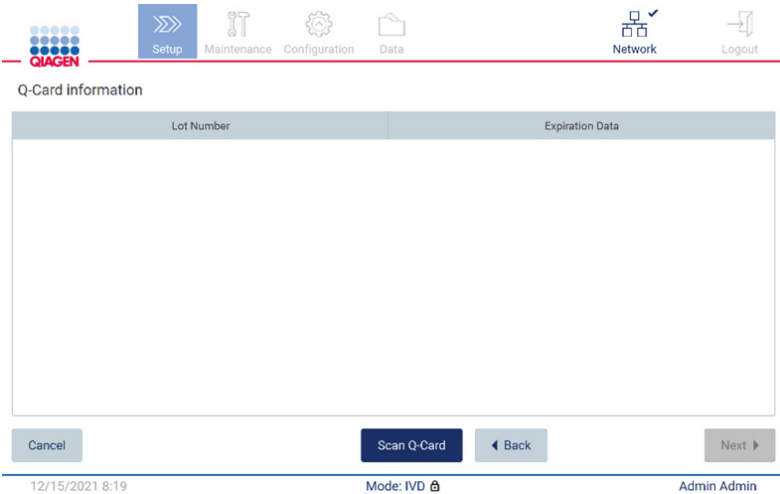 QIAGEN
Setup Maintenance Configuration Data Network Logout
Q-Card information
Lot Number Expiration Data
Cancel Scan Q-Card Back Next
12/15/2021 8:19 Mode: IVD Admin Admin